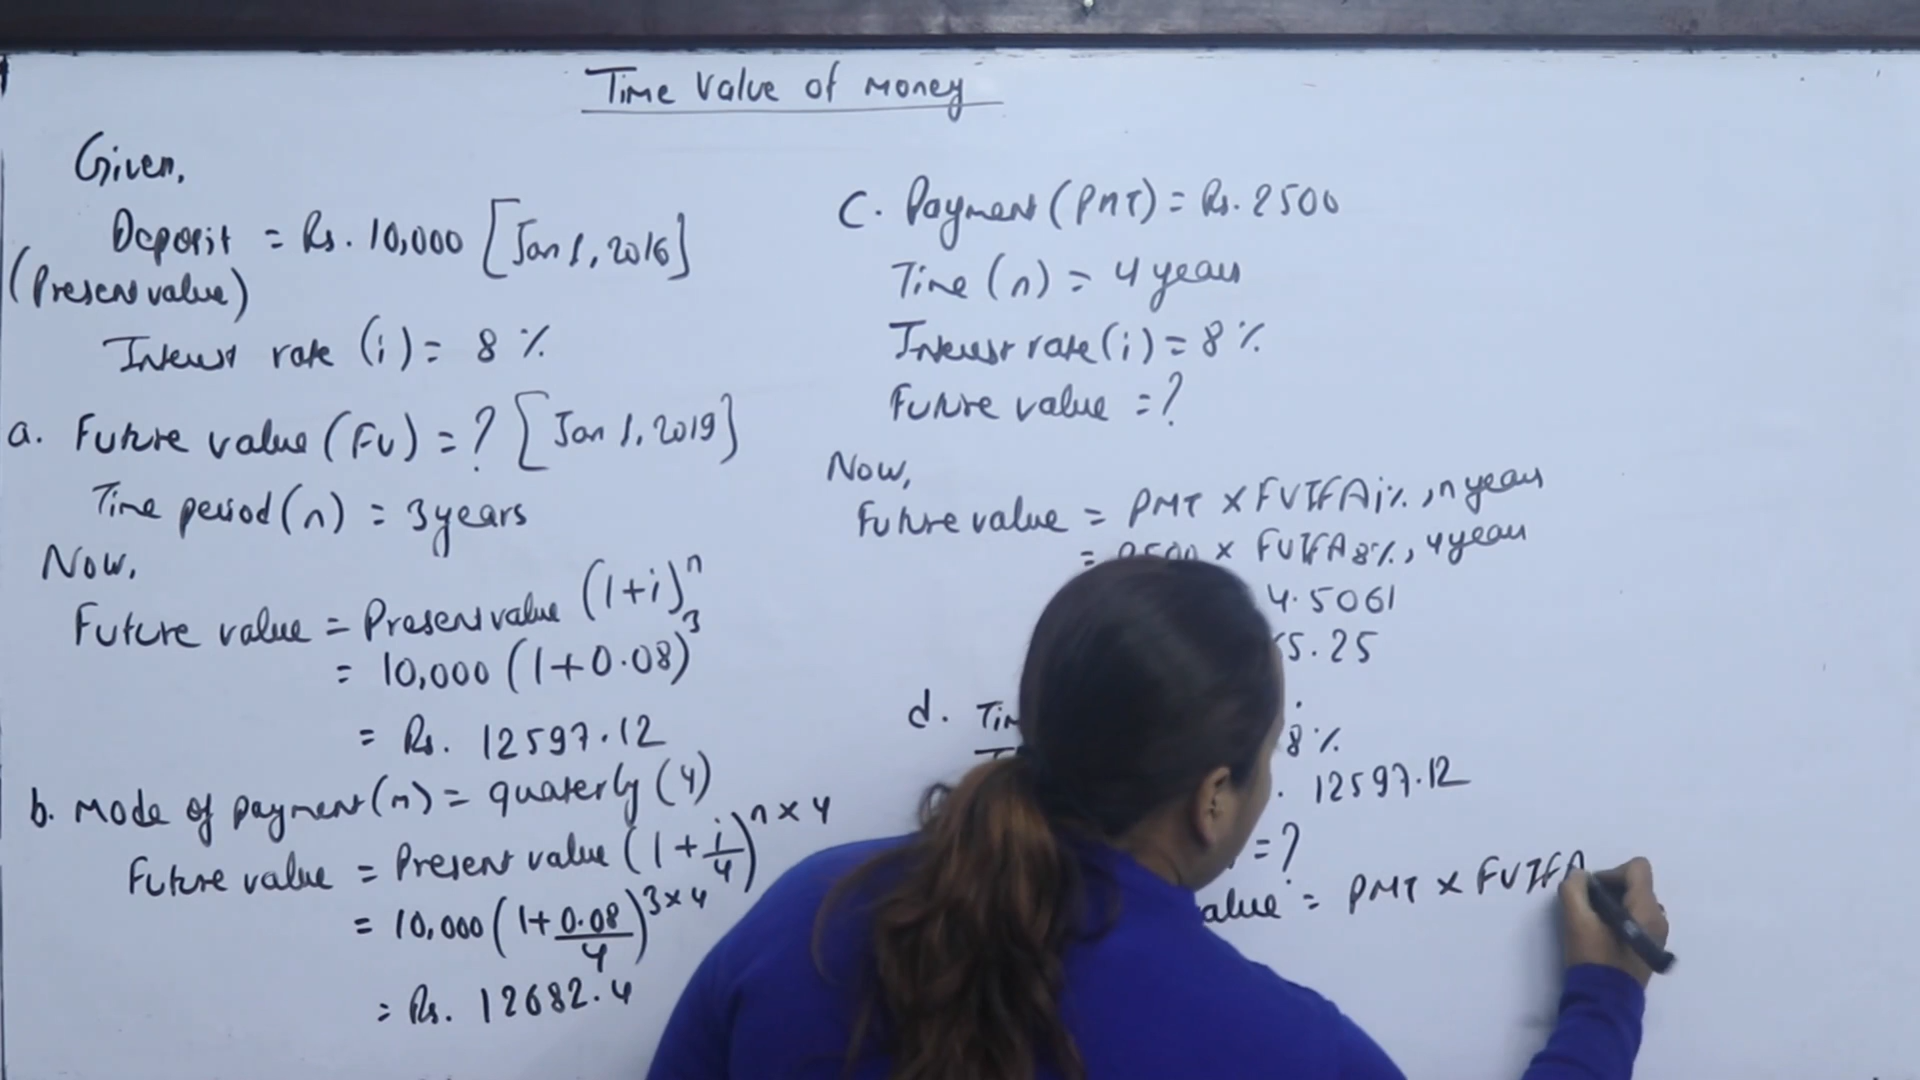 Time Value of Money
Given,
Deposit = Rs. 10,000 [Jan 1, 2016]
(Present value)
Interest rate (i) = 8 %
a. Future value (FV) = ? [Jan 1, 2019]
Time period (n) = 3 years
Now,
Future value = Present value (1+i)^n
= 10,000 (1+0.08)^3
= Rs. 12597.12
b. Mode of payment (m) = quaterly (4)
Future value = Present value (1 + i/4)^n×4
= 10,000 (1+0.08/4)^3×4
= Rs. 12682.4
C. Payment (PMT) = Rs. 2500
Time (n) = 4 years
Interest rate (i) = 8 %
Future value = ?
Now,
Future value = PMT × FVIFA i%, n years
= 2500 × FVIFA 8%, 4 years
4.5061
5.25
d.
8 %
. 12597.12
= ?
alue = PMT × FVIFA